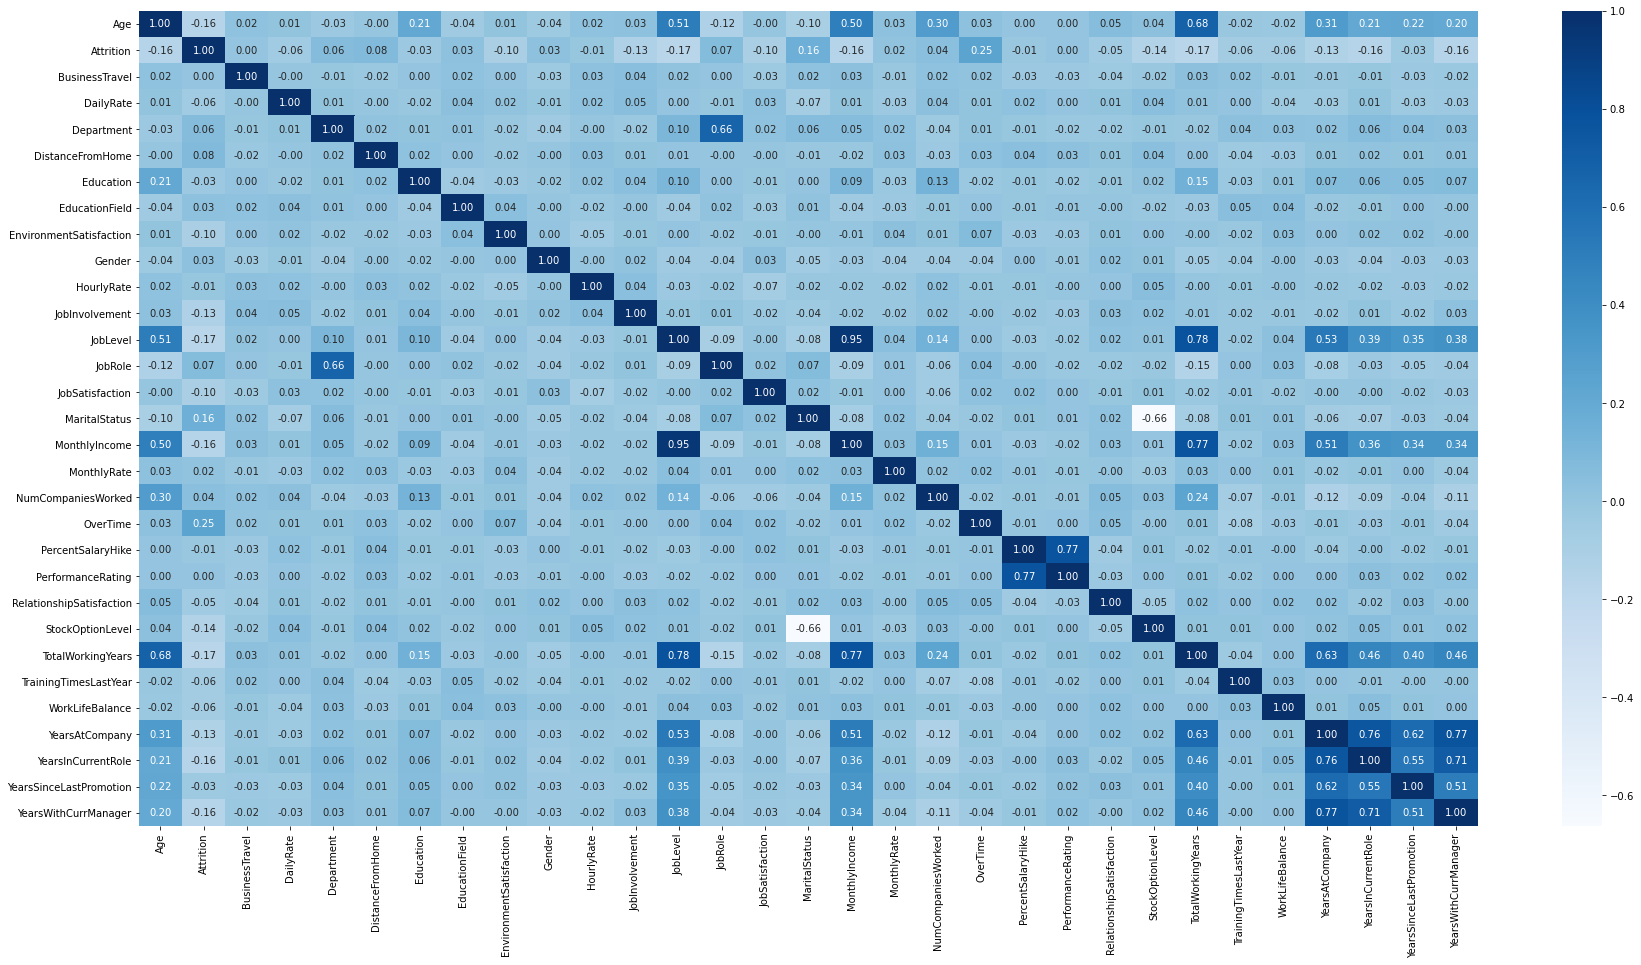 Age 1.00 -0.16 0.02 0.01 -0.03 -0.00 0.21 -0.04 0.01 -0.04 0.02 0.03 0.51 -0.12 -0.00 -0.10 0.50 0.03 0.30 0.03 0.00 0.00 0.05 0.04 0.68 -0.02 -0.02 0.31 0.21 0.22 0.20
Attrition -0.16 1.00 0.00 -0.06 0.06 0.08 -0.03 0.03 -0.10 0.03 -0.01 -0.13 -0.17 0.07 -0.10 0.16 -0.16 0.02 0.04 0.25 -0.01 0.00 -0.05 -0.14 -0.17 -0.06 -0.06 -0.13 -0.16 -0.03 -0.16
BusinessTravel 0.02 0.00 1.00 -0.00 -0.01 -0.02 0.00 0.02 0.00 -0.03 0.03 0.04 0.02 0.00 -0.03 0.02 0.03 -0.01 0.02 0.02 -0.03 -0.03 -0.04 -0.02 0.03 0.02 -0.01 -0.01 -0.01 -0.03 -0.02
DailyRate 0.01 -0.06 -0.00 1.00 0.01 -0.00 -0.02 0.04 0.02 -0.01 0.02 0.05 0.00 -0.01 0.03 -0.07 0.01 -0.03 0.04 0.01 0.02 0.00 0.01 0.04 0.01 0.00 -0.04 -0.03 0.01 -0.03 -0.03
Department -0.03 0.06 -0.01 0.01 1.00 0.02 0.01 0.01 -0.02 -0.04 -0.00 -0.02 0.10 0.66 0.02 0.06 0.05 0.02 -0.04 0.01 -0.01 -0.02 -0.02 -0.01 -0.02 0.04 0.03 0.02 0.06 0.04 0.03
DistanceFromHome -0.00 0.08 -0.02 -0.00 0.02 1.00 0.02 0.00 -0.02 -0.00 0.03 0.01 0.01 -0.00 -0.00 -0.01 -0.02 0.03 -0.03 0.03 0.04 0.03 0.01 0.04 0.00 -0.04 -0.03 0.01 0.02 0.01 0.01
Education 0.21 -0.03 0.00 -0.02 0.01 0.02 1.00 -0.04 -0.03 -0.02 0.02 0.04 0.10 0.00 -0.01 0.00 0.09 -0.03 0.13 -0.02 -0.01 -0.02 -0.01 0.02 0.15 -0.03 0.01 0.07 0.06 0.05 0.07
EducationField -0.04 0.03 0.02 0.04 0.01 0.00 -0.04 1.00 0.04 -0.00 -0.02 -0.00 -0.04 0.02 -0.03 0.01 -0.04 -0.03 -0.01 0.00 -0.01 -0.01 -0.00 -0.02 -0.03 0.05 0.04 -0.02 -0.01 0.00 -0.00
EnvironmentSatisfaction 0.01 -0.10 0.00 0.02 -0.02 -0.02 -0.03 0.04 1.00 0.00 -0.05 -0.01 0.00 -0.02 -0.01 -0.00 -0.01 0.04 0.01 0.07 -0.03 -0.03 0.01 0.00 -0.00 -0.02 0.03 0.00 0.02 0.02 -0.00
Gender -0.04 0.03 -0.03 -0.01 -0.04 -0.00 -0.02 -0.00 0.00 1.00 -0.00 0.02 -0.04 -0.04 0.03 -0.05 -0.03 -0.04 -0.04 -0.04 0.00 -0.01 0.02 0.01 -0.05 -0.04 -0.00 -0.03 -0.04 -0.03 -0.03
HourlyRate 0.02 -0.01 0.03 0.02 -0.00 0.03 0.02 -0.02 -0.05 -0.00 1.00 0.04 -0.03 -0.02 -0.07 -0.02 -0.02 -0.02 0.02 -0.01 -0.01 -0.00 0.00 0.05 -0.00 -0.01 -0.00 -0.02 -0.02 -0.03 -0.02
JobInvolvement 0.03 -0.13 0.04 0.05 -0.02 0.01 0.04 -0.00 -0.01 0.02 0.04 1.00 -0.01 0.01 -0.02 -0.04 -0.02 -0.02 0.02 -0.00 -0.02 -0.03 0.03 0.02 -0.01 -0.02 -0.01 -0.02 0.01 -0.02 0.03
JobLevel 0.51 -0.17 0.02 0.00 0.10 0.01 0.10 -0.04 0.00 -0.04 -0.03 -0.01 1.00 -0.09 -0.00 -0.08 0.95 0.04 0.14 0.00 -0.03 -0.02 0.02 0.01 0.78 -0.02 0.04 0.53 0.39 0.35 0.38
JobRole -0.12 0.07 0.00 -0.01 0.66 -0.00 0.00 0.02 -0.02 -0.04 -0.02 0.01 -0.09 1.00 0.02 0.07 -0.09 0.01 -0.06 0.04 -0.00 -0.02 -0.02 -0.02 -0.15 0.00 0.03 -0.08 -0.03 -0.05 -0.04
JobSatisfaction -0.00 -0.10 -0.03 0.03 0.02 -0.00 -0.01 -0.03 -0.01 0.03 -0.07 -0.02 -0.00 0.02 1.00 0.02 -0.01 0.00 -0.06 0.02 0.02 0.00 -0.01 0.01 -0.02 -0.01 -0.02 -0.00 -0.00 -0.02 -0.03
MaritalStatus -0.10 0.16 0.02 -0.07 0.06 -0.01 0.00 0.01 -0.00 -0.05 -0.02 -0.04 -0.08 0.07 0.02 1.00 -0.08 0.02 -0.04 -0.02 0.01 0.01 0.02 -0.66 -0.08 0.01 0.01 -0.06 -0.07 -0.03 -0.04
MonthlyIncome 0.50 -0.16 0.03 0.01 0.05 -0.02 0.09 -0.04 -0.01 -0.03 -0.02 -0.02 0.95 -0.09 -0.01 -0.08 1.00 0.03 0.15 0.01 -0.03 -0.02 0.03 0.01 0.77 -0.02 0.03 0.51 0.36 0.34 0.34
MonthlyRate 0.03 0.02 -0.01 -0.03 0.02 0.03 -0.03 -0.03 0.04 -0.04 -0.02 -0.02 0.04 0.01 0.00 0.02 0.03 1.00 0.02 0.02 -0.01 -0.01 -0.00 -0.03 0.03 0.00 0.01 -0.02 -0.01 0.00 -0.04
NumCompaniesWorked 0.30 0.04 0.02 0.04 -0.04 -0.03 0.13 -0.01 0.01 -0.04 0.02 0.02 0.14 -0.06 -0.06 -0.04 0.15 0.02 1.00 -0.02 -0.01 -0.01 0.05 0.03 0.24 -0.07 -0.01 -0.12 -0.09 -0.04 -0.11
OverTime 0.03 0.25 0.02 0.01 0.01 0.03 -0.02 0.00 0.07 -0.04 -0.01 -0.00 0.00 0.04 0.02 -0.02 0.01 0.02 -0.02 1.00 -0.01 0.00 0.05 -0.00 0.01 -0.08 -0.03 -0.01 -0.03 -0.01 -0.04
PercentSalaryHike 0.00 -0.01 -0.03 0.02 -0.01 0.04 -0.01 -0.01 -0.03 0.00 -0.01 -0.02 -0.03 -0.00 0.02 0.01 -0.03 -0.01 -0.01 -0.01 1.00 0.77 -0.04 0.01 -0.02 -0.01 -0.00 -0.04 -0.00 -0.02 -0.01
PerformanceRating 0.00 0.00 -0.03 0.00 -0.02 0.03 -0.02 -0.01 -0.03 -0.01 -0.00 -0.03 -0.02 -0.02 0.00 0.01 -0.02 -0.01 -0.01 0.00 0.77 1.00 -0.03 0.00 0.01 -0.02 0.00 0.00 0.03 0.02 0.02
RelationshipSatisfaction 0.05 -0.05 -0.04 0.01 -0.02 0.01 -0.01 -0.00 0.01 0.02 0.00 0.03 0.02 -0.02 -0.01 0.02 0.03 -0.00 0.05 0.05 -0.04 -0.03 1.00 -0.05 0.02 0.00 0.02 0.02 -0.02 0.03 -0.00
StockOptionLevel 0.04 -0.14 -0.02 0.04 -0.01 0.04 0.02 -0.02 0.00 0.01 0.05 0.02 0.01 -0.02 0.01 -0.66 0.01 -0.03 0.03 -0.00 0.01 0.00 -0.05 1.00 0.01 0.01 0.00 0.02 0.05 0.01 0.02
TotalWorkingYears 0.68 -0.17 0.03 0.01 -0.02 0.00 0.15 -0.03 -0.00 -0.05 -0.00 -0.01 0.78 -0.15 -0.02 -0.08 0.77 0.03 0.24 0.01 -0.02 0.01 0.02 0.01 1.00 -0.04 0.00 0.63 0.46 0.40 0.46
TrainingTimesLastYear -0.02 -0.06 0.02 0.00 0.04 -0.04 -0.03 0.05 -0.02 -0.04 -0.01 -0.02 -0.02 0.00 -0.01 0.01 -0.02 0.00 -0.07 -0.08 -0.01 -0.02 0.00 0.01 -0.04 1.00 0.03 0.00 -0.01 -0.00 -0.00
WorkLifeBalance -0.02 -0.06 -0.01 -0.04 0.03 -0.03 0.01 0.04 0.03 -0.00 -0.00 -0.01 0.04 0.03 -0.02 0.01 0.03 0.01 -0.01 -0.03 -0.00 0.00 0.02 0.00 0.00 0.03 1.00 0.01 0.05 0.01 0.00
YearsAtCompany 0.31 -0.13 -0.01 -0.03 0.02 0.01 0.07 -0.02 0.00 -0.03 -0.02 -0.02 0.53 -0.08 -0.00 -0.06 0.51 -0.02 -0.12 -0.01 -0.04 0.00 0.02 0.02 0.63 0.00 0.01 1.00 0.76 0.62 0.77
YearsInCurrentRole 0.21 -0.16 -0.01 0.01 0.06 0.02 0.06 -0.01 0.02 -0.04 -0.02 0.01 0.39 -0.03 -0.00 -0.07 0.36 -0.01 -0.09 -0.03 -0.00 0.03 -0.02 0.05 0.46 -0.01 0.05 0.76 1.00 0.55 0.71
YearsSinceLastPromotion 0.22 -0.03 -0.03 -0.03 0.04 0.01 0.05 0.00 0.02 -0.03 -0.03 -0.02 0.35 -0.05 -0.02 -0.03 0.34 0.00 -0.04 -0.01 -0.02 0.02 0.03 0.01 0.40 -0.00 0.01 0.62 0.55 1.00 0.51
YearsWithCurrManager 0.20 -0.16 -0.02 -0.03 0.03 0.01 0.07 -0.00 -0.00 -0.03 -0.02 0.03 0.38 -0.04 -0.03 -0.04 0.34 -0.04 -0.11 -0.04 -0.01 0.02 -0.00 0.02 0.46 -0.00 0.00 0.77 0.71 0.51 1.00
Age
Attrition
BusinessTravel
DailyRate
Department
DistanceFromHome
Education
EducationField
EnvironmentSatisfaction
Gender
HourlyRate
JobInvolvement
JobLevel
JobRole
JobSatisfaction
MaritalStatus
MonthlyIncome
MonthlyRate
NumCompaniesWorked
OverTime
PercentSalaryHike
PerformanceRating
RelationshipSatisfaction
StockOptionLevel
TotalWorkingYears
TrainingTimesLastYear
WorkLifeBalance
YearsAtCompany
YearsInCurrentRole
YearsSinceLastPromotion
YearsWithCurrManager
1.0
0.8
0.6
0.4
0.2
0.0
−0.2
−0.4
−0.6